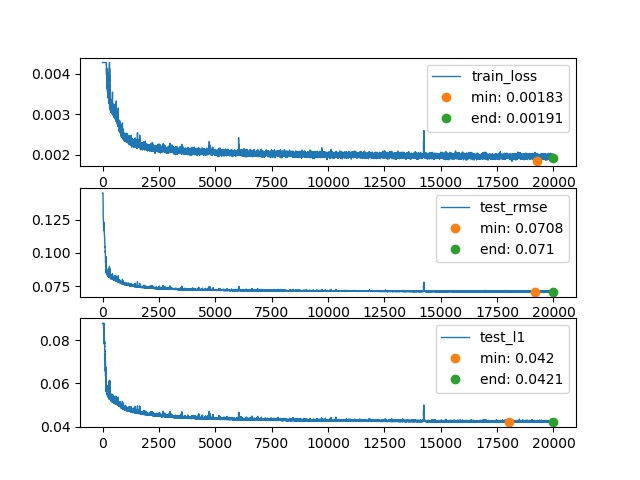 0.004
0.003
0.002
train_loss
min: 0.00183
end: 0.00191
0 2500 5000 7500 10000 12500 15000 17500 20000
0.125
0.100
0.075
test_rmse
min: 0.0708
end: 0.071
0 2500 5000 7500 10000 12500 15000 17500 20000
0.08
0.06
0.04
test_l1
min: 0.042
end: 0.0421
0 2500 5000 7500 10000 12500 15000 17500 20000